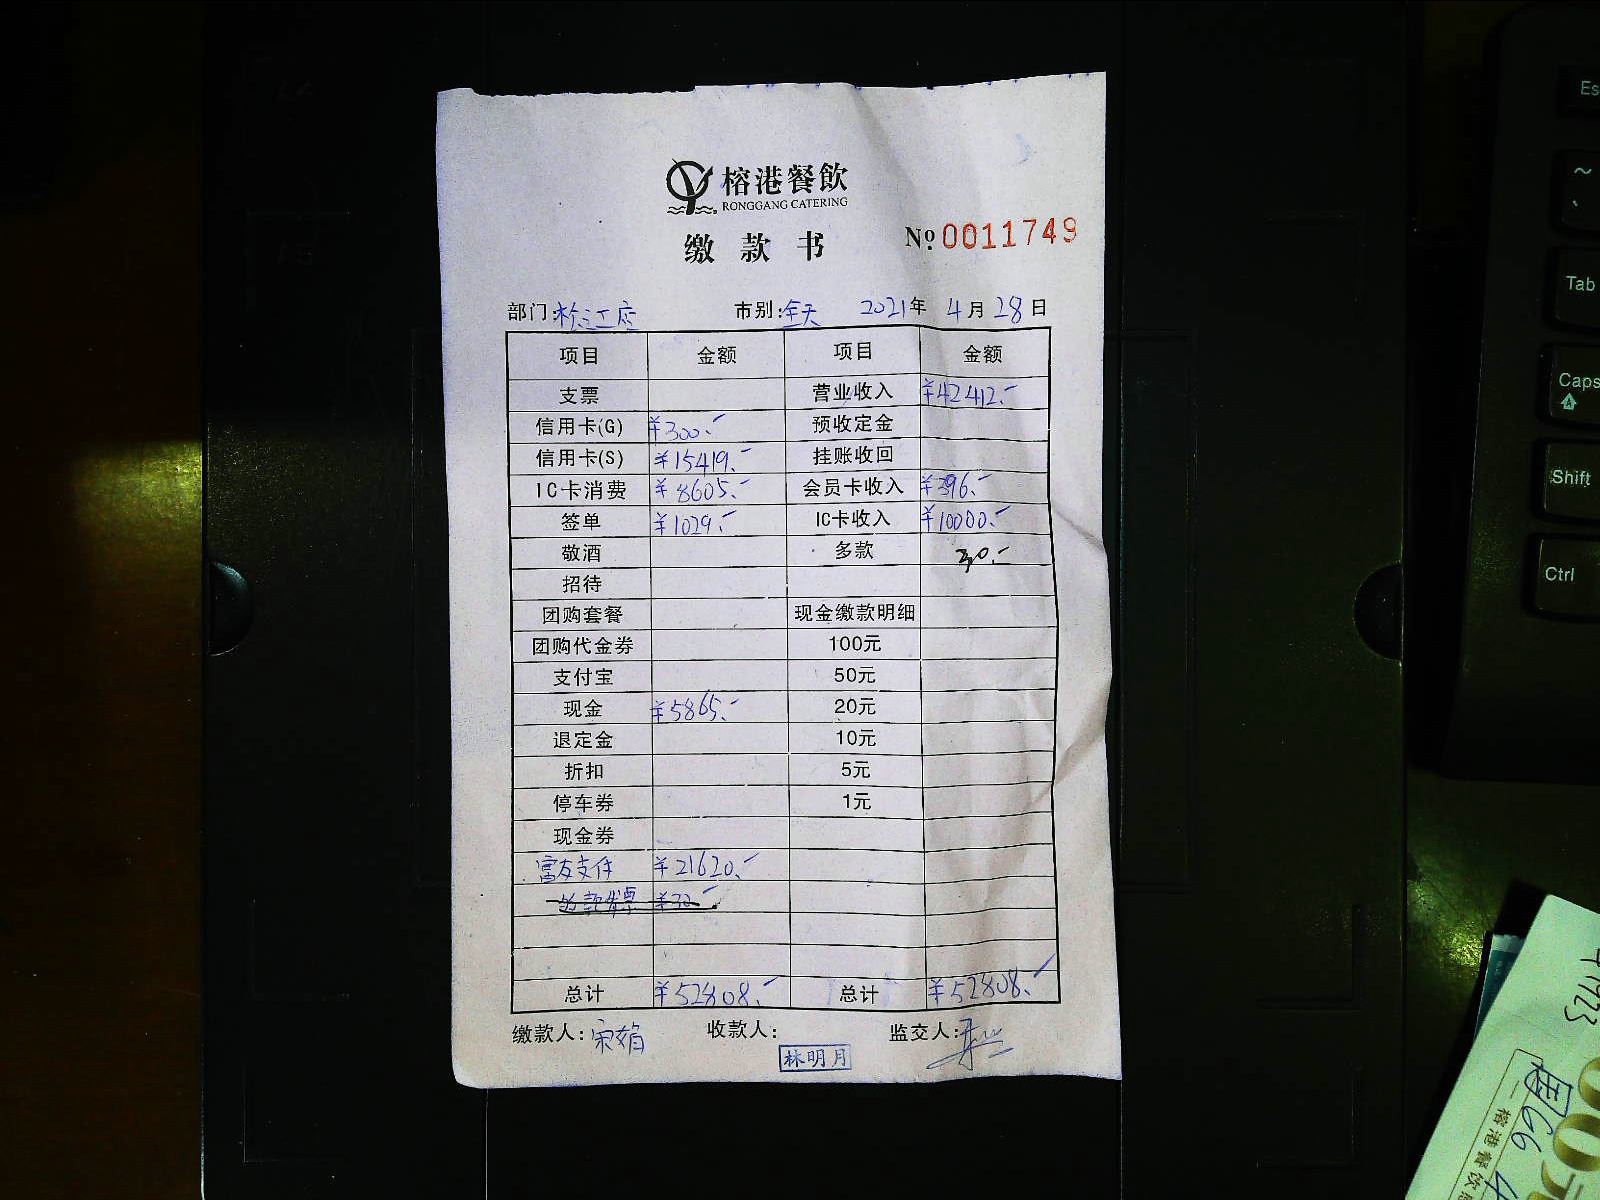 榕港餐飲
RONGGANG CATERING
缴款书 № 0011749
部门:松江店 市别:全天 2021年4月28日
项目 金额 项目 金额
支票 营业收入 ¥42412.-
信用卡(G) ¥300.- 预收定金
信用卡(S) ¥15419.- 挂账收回
IC卡消费 ¥8605.- 会员卡收入 ¥396.-
签单 ¥1029.- IC卡收入 ¥10000.-
敬酒 多款 30.-
招待
团购套餐 现金缴款明细
团购代金券 100元
支付宝 50元
现金 ¥5865.- 20元
退定金 10元
折扣 5元
停车券 1元
现金券
富友支付 ¥21620.-
总计 ¥52808.- 总计 ¥52808.-
缴款人:宋娟 收款人: 监交人:
林明月
Tab
Caps
Shift
Ctrl
榕港餐饮